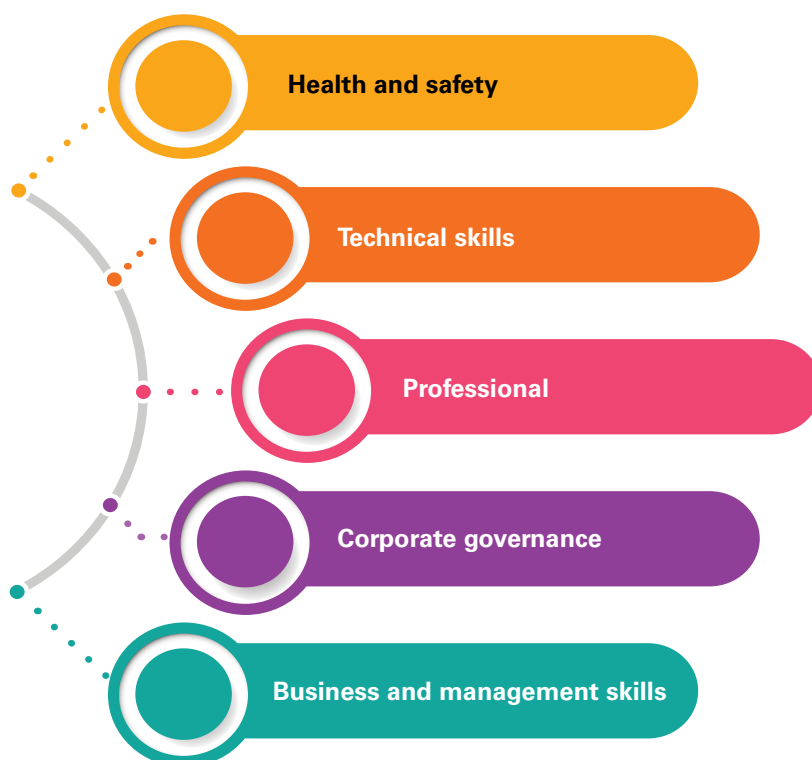 Health and safety
Technical skills
Professional
Corporate governance
Business and management skills